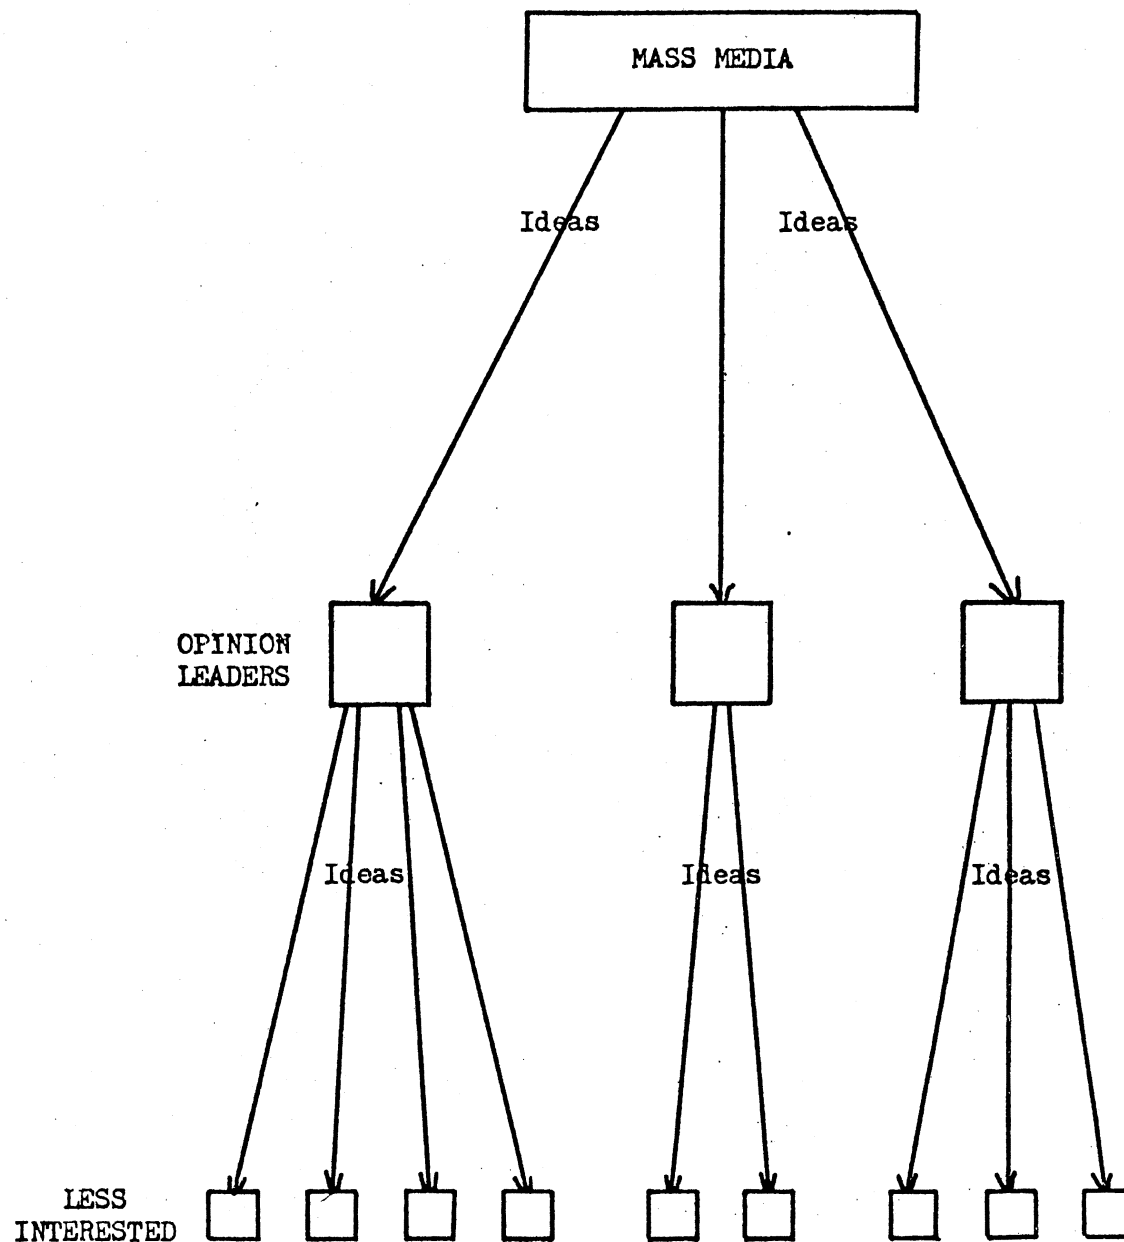 MASS MEDIA
Ideas
Ideas
OPINION
LEADERS
Ideas
Ideas
Ideas
LESS
INTERESTED